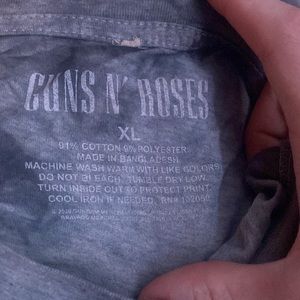 GUNS N' ROSES
XL
91% COTTON 9% POLYESTER
MADE IN BANGLADESH
MACHINE WASH WARM WITH LIKE COLORS
DO NOT BLEACH. TUMBLE DRY LOW.
TURN INSIDE OUT TO PROTECT PRINT.
COOL IRON IF NEEDED. RN#